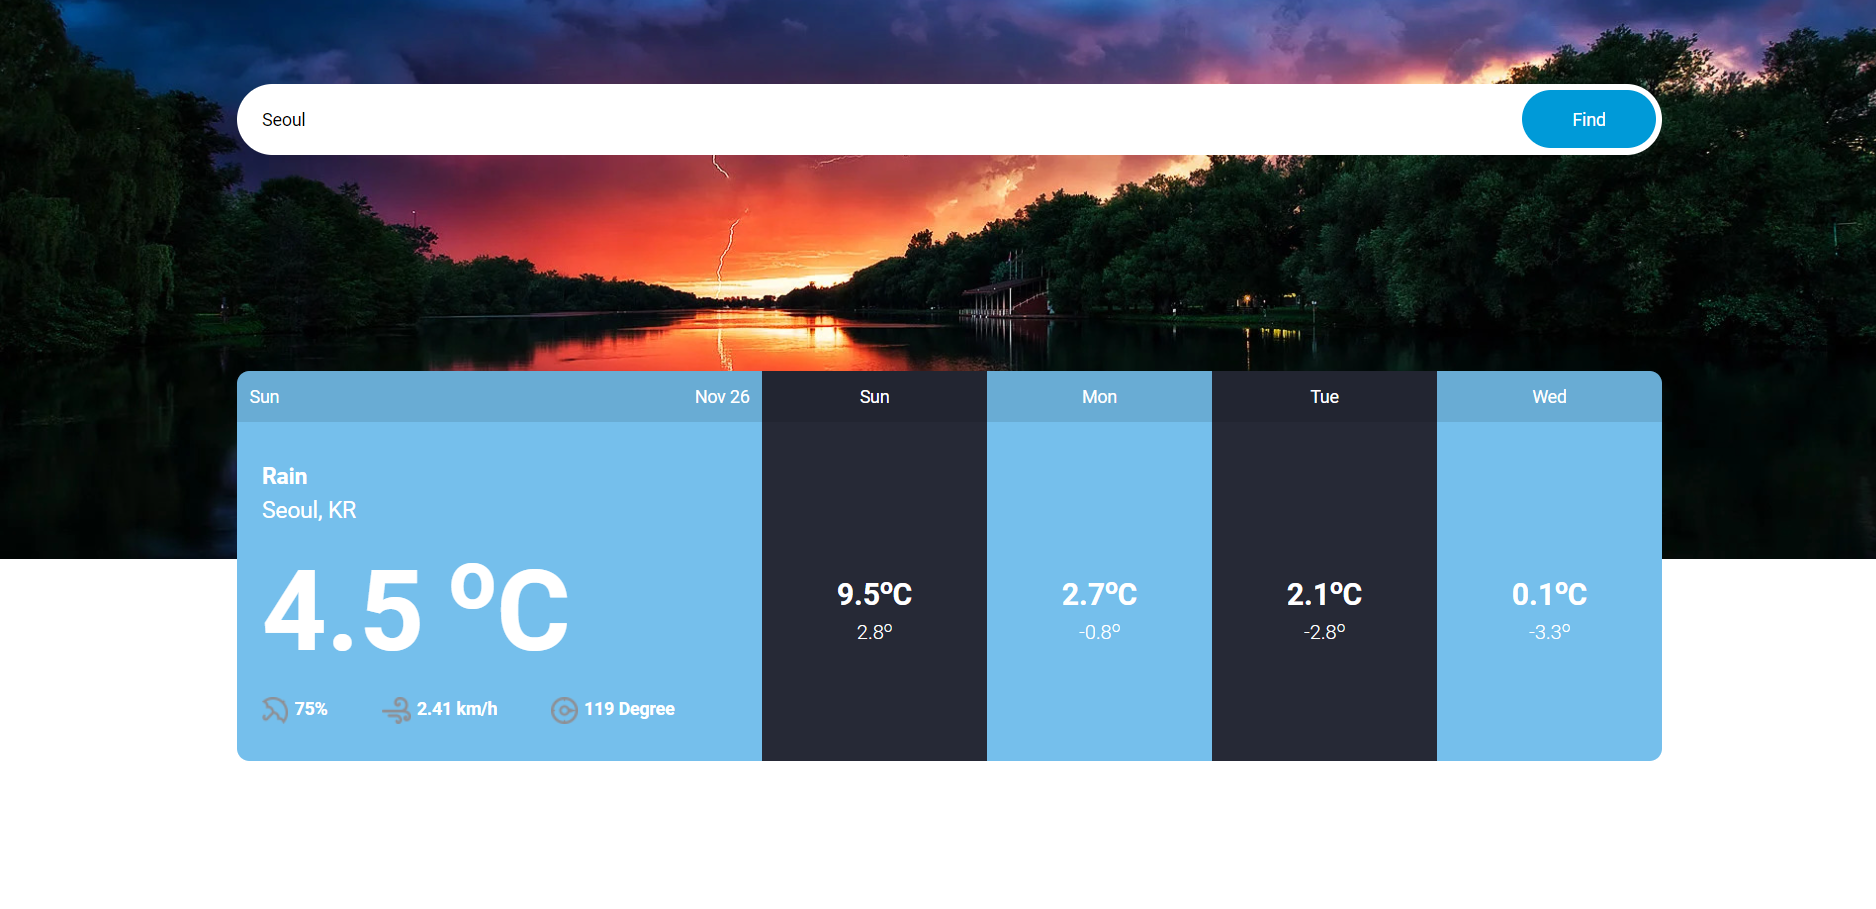 Seoul
Find
Sun Nov 26
Rain
Seoul, KR
4.5 ºC
75% 2.41 km/h 119 Degree
Sun
9.5ºC
2.8º
Mon
2.7ºC
-0.8º
Tue
2.1ºC
-2.8º
Wed
0.1ºC
-3.3º